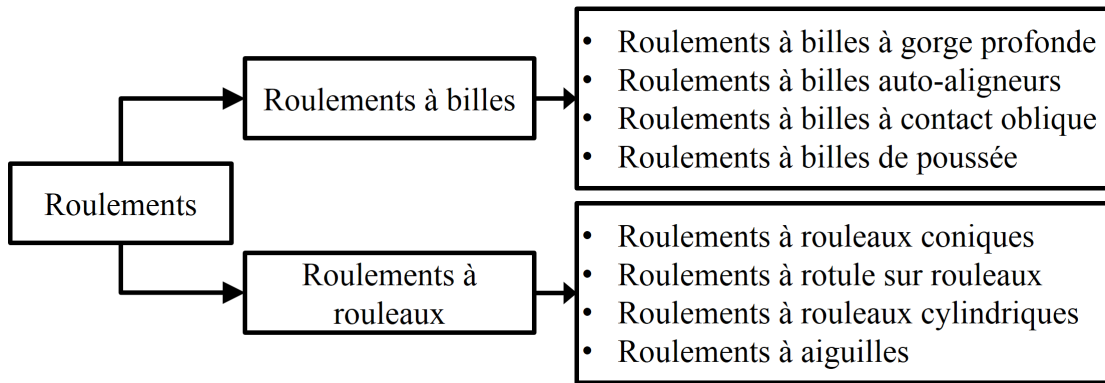 Roulements
Roulements à billes
• Roulements à billes à gorge profonde
• Roulements à billes auto-aligneurs
• Roulements à billes à contact oblique
• Roulements à billes de poussée
Roulements à
rouleaux
• Roulements à rouleaux coniques
• Roulements à rotule sur rouleaux
• Roulements à rouleaux cylindriques
• Roulements à aiguilles